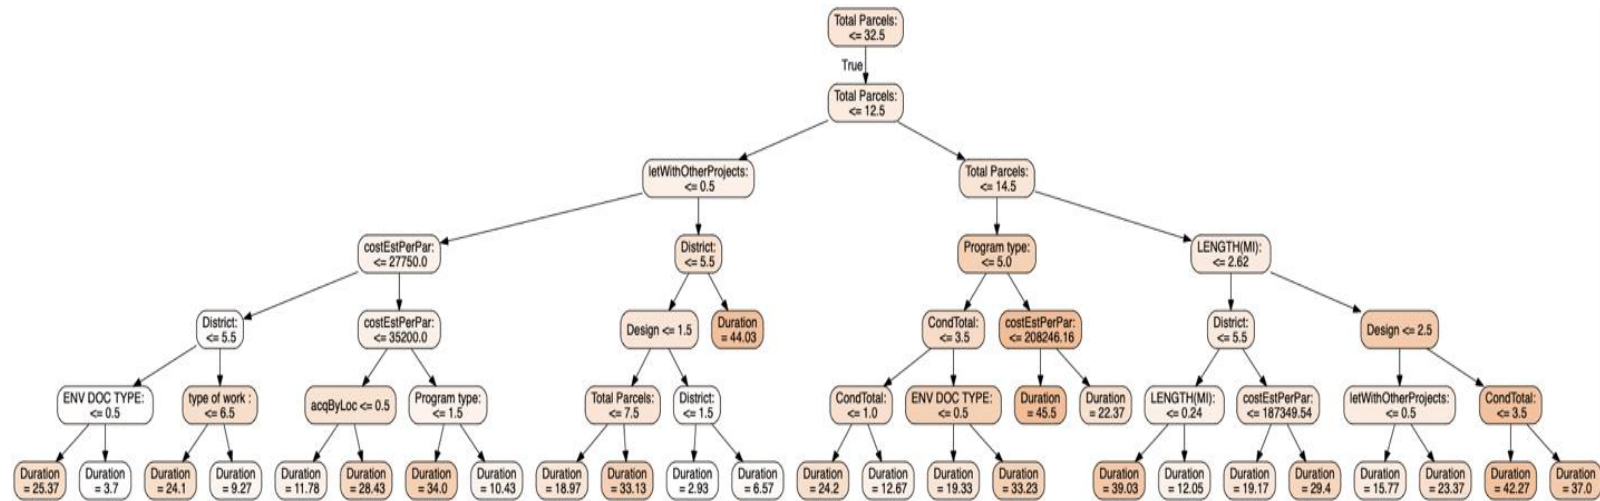 Total Parcels:
<= 32.5
True
Total Parcels:
<= 12.5
letWithOtherProjects:
<= 0.5
Total Parcels:
<= 14.5
costEstPerPar:
<= 27750.0
District:
<= 5.5
Program type:
<= 5.0
LENGTH(MI):
<= 2.62
District:
<= 5.5
costEstPerPar:
<= 35200.0
Design <= 1.5
Duration
= 44.03
CondTotal:
<= 3.5
costEstPerPar:
<= 208246.16
District:
<= 5.5
Design <= 2.5
ENV DOC TYPE:
<= 0.5
type of work :
<= 6.5
acqByLoc <= 0.5
Program type:
<= 1.5
Total Parcels:
<= 7.5
District:
<= 1.5
CondTotal:
<= 1.0
ENV DOC TYPE:
<= 0.5
Duration
= 45.5
Duration
= 22.37
LENGTH(MI):
<= 0.24
costEstPerPar:
<= 187349.54
letWithOtherProjects:
<= 0.5
CondTotal:
<= 3.5
Duration
= 25.37
Duration
= 3.7
Duration
= 24.1
Duration
= 9.27
Duration
= 11.78
Duration
= 28.43
Duration
= 34.0
Duration
= 10.43
Duration
= 18.97
Duration
= 33.13
Duration
= 2.93
Duration
= 6.57
Duration
= 24.2
Duration
= 12.67
Duration
= 19.33
Duration
= 33.23
Duration
= 39.03
Duration
= 12.05
Duration
= 19.17
Duration
= 29.4
Duration
= 15.77
Duration
= 23.37
Duration
= 42.27
Duration
= 37.0